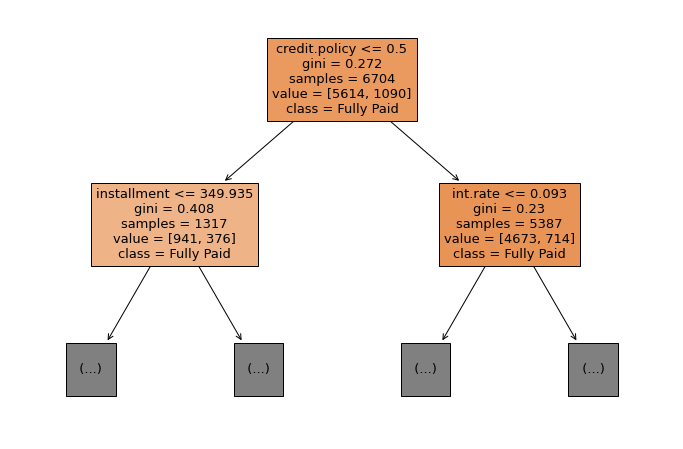 credit.policy <= 0.5
gini = 0.272
samples = 6704
value = [5614, 1090]
class = Fully Paid
installment <= 349.935
gini = 0.408
samples = 1317
value = [941, 376]
class = Fully Paid
int.rate <= 0.093
gini = 0.23
samples = 5387
value = [4673, 714]
class = Fully Paid
(...)
(...)
(...)
(...)